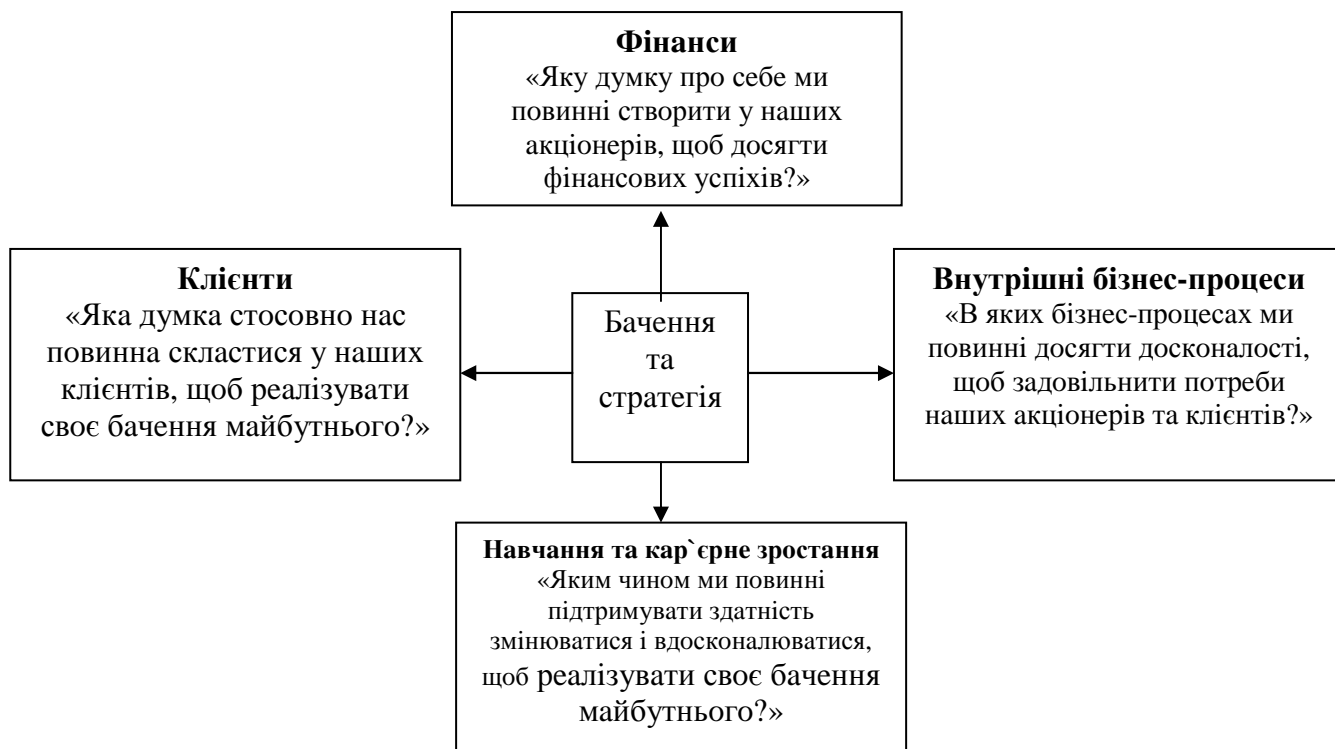 Фінанси
«Яку думку про себе ми
повинні створити у наших
акціонерів, щоб досягти
фінансових успіхів?»
Клієнти
«Яка думка стосовно нас
повинна скластися у наших
клієнтів, щоб реалізувати
своє бачення майбутнього?»
Бачення
та
стратегія
Внутрішні бізнес-процеси
«В яких бізнес-процесах ми
повинні досягти досконалості,
щоб задовільнити потреби
наших акціонерів та клієнтів?»
Навчання та кар`єрне зростання
«Яким чином ми повинні
підтримувати здатність
змінюватися і вдосконалюватися,
щоб реалізувати своє бачення
майбутнього?»